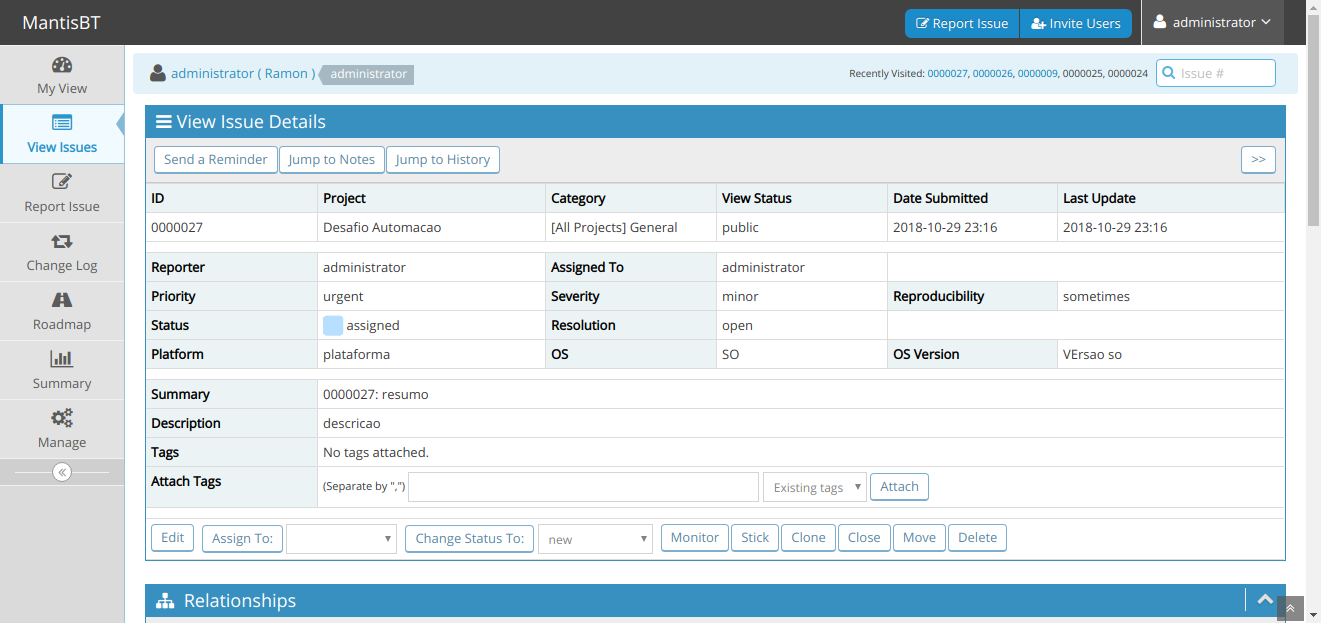 MantisBT Report Issue Invite Users administrator
My View
View Issues
Report Issue
Change Log
Roadmap
Summary
Manage
administrator ( Ramon ) administrator Recently Visited: 0000027, 0000026, 0000009, 0000025, 0000024 Issue #
View Issue Details
Send a Reminder Jump to Notes Jump to History >>
ID Project Category View Status Date Submitted Last Update
0000027 Desafio Automacao [All Projects] General public 2018-10-29 23:16 2018-10-29 23:16
Reporter administrator Assigned To administrator
Priority urgent Severity minor Reproducibility sometimes
Status assigned Resolution open
Platform plataforma OS SO OS Version VErsao so
Summary 0000027: resumo
Description descricao
Tags No tags attached.
Attach Tags (Separate by ",") Existing tags Attach
Edit Assign To: Change Status To: new Monitor Stick Clone Close Move Delete
Relationships